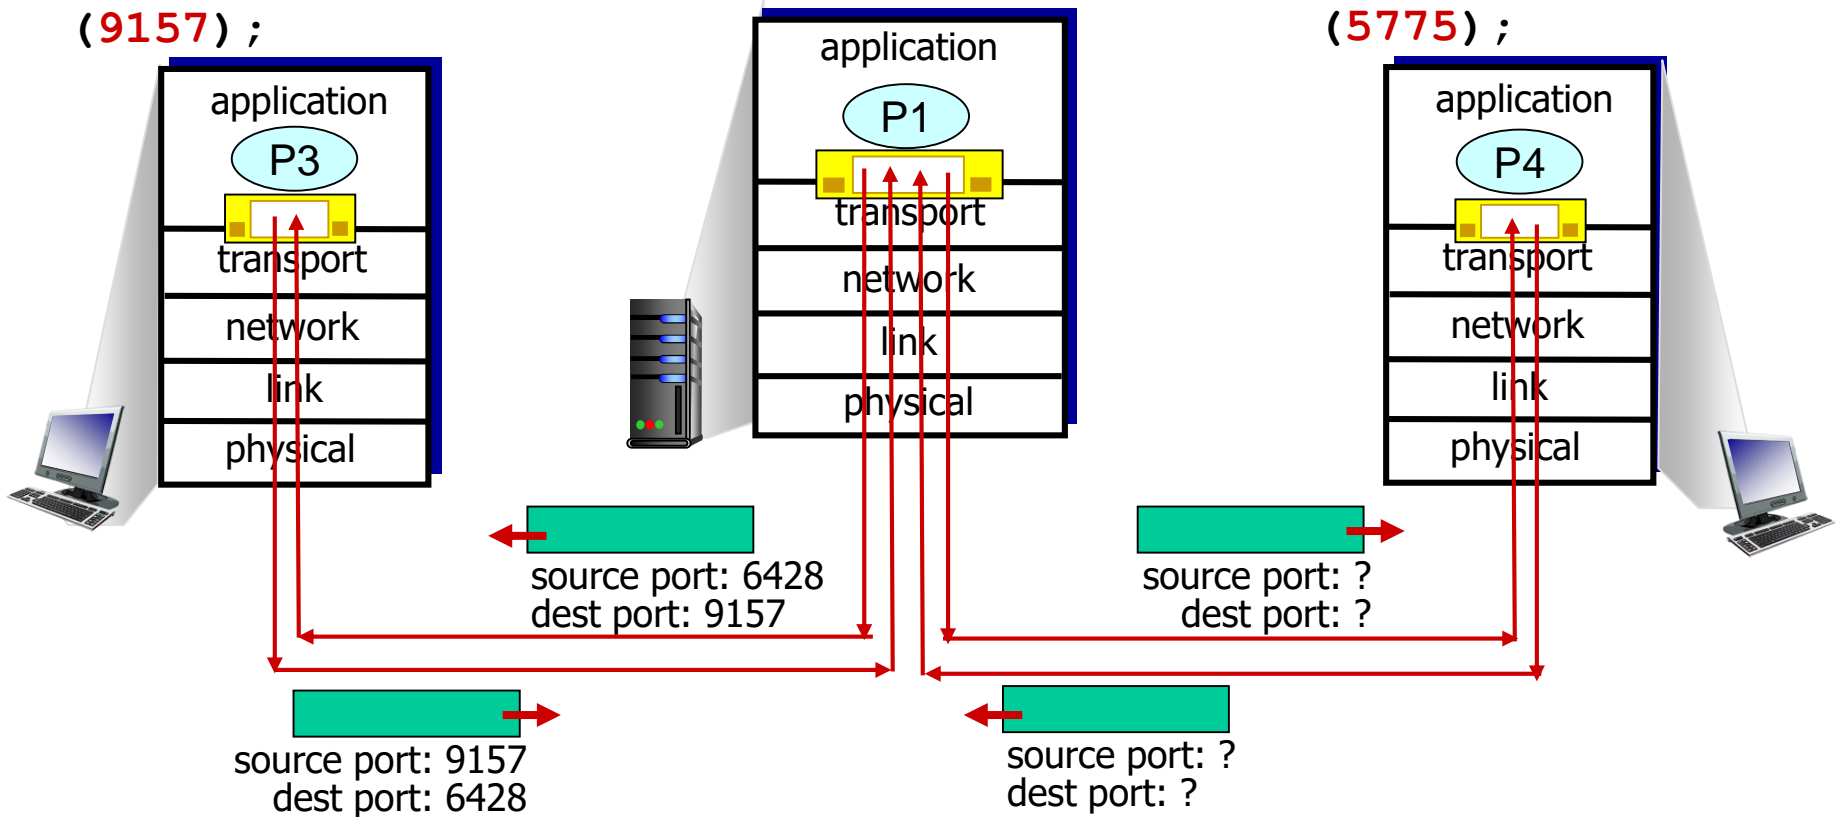 (9157);
application
P3
transport
network
link
physical
application
P1
transport
network
link
physical
(5775);
application
P4
transport
network
link
physical
source port: 6428
dest port: 9157
source port: ?
dest port: ?
source port: 9157
dest port: 6428
source port: ?
dest port: ?